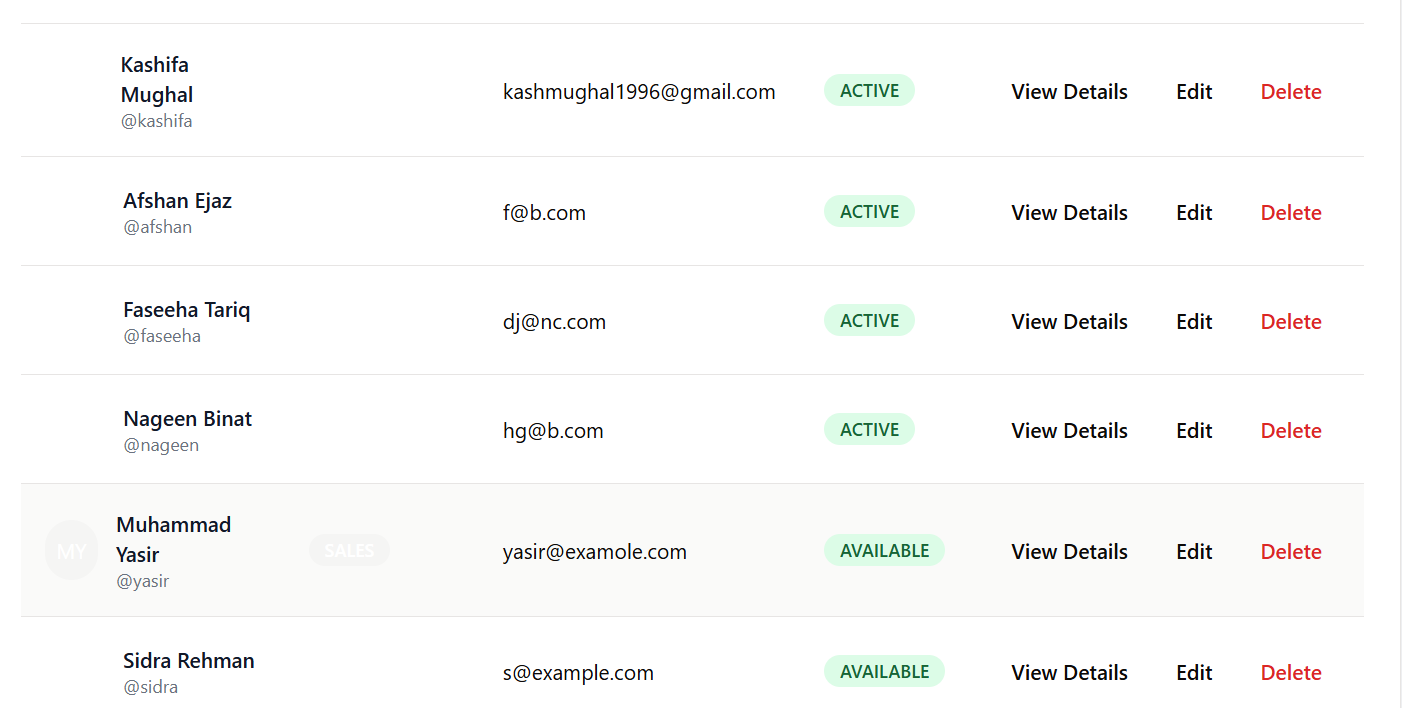 Kashifa
Mughal
@kashifa
kashmughal1996@gmail.com
ACTIVE
View Details
Edit
Delete
Afshan Ejaz
@afshan
f@b.com
ACTIVE
View Details
Edit
Delete
Faseeha Tariq
@faseeha
dj@nc.com
ACTIVE
View Details
Edit
Delete
Nageen Binat
@nageen
hg@b.com
ACTIVE
View Details
Edit
Delete
MY
Muhammad
Yasir
@yasir
SALES
yasir@examole.com
AVAILABLE
View Details
Edit
Delete
Sidra Rehman
@sidra
s@example.com
AVAILABLE
View Details
Edit
Delete